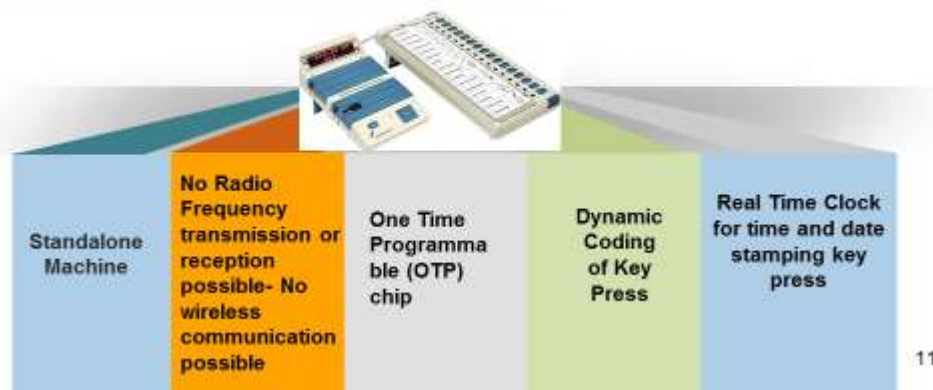 Standalone
Machine
No Radio
Frequency
transmission or
reception
possible- No
wireless
communication
possible
One Time
Programma
ble (OTP)
chip
Dynamic
Coding
of Key
Press
Real Time Clock
for time and date
stamping key
press
11